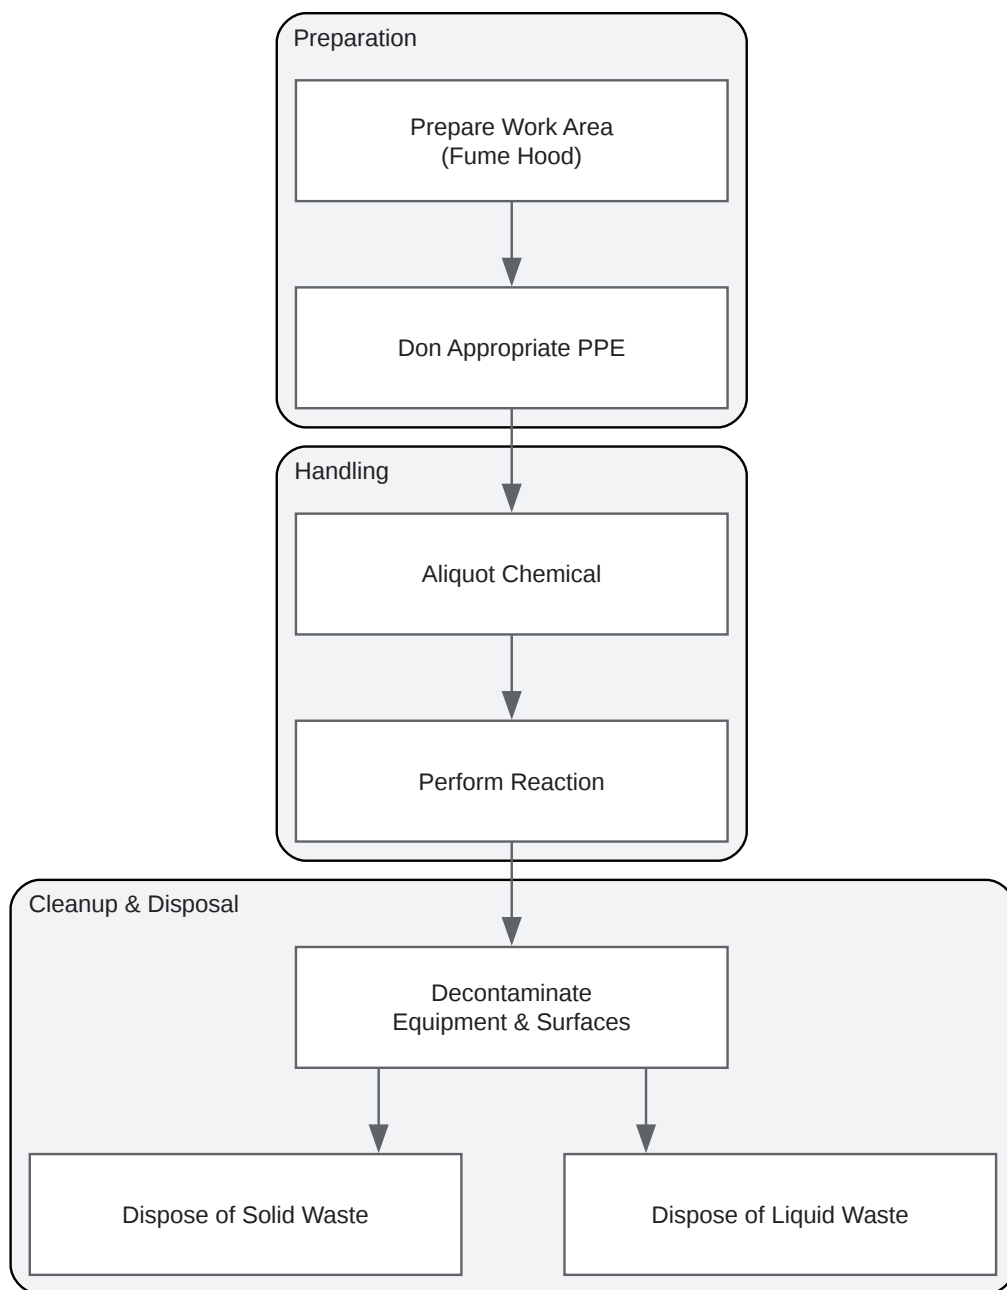 Preparation
Prepare Work Area
(Fume Hood)
Don Appropriate PPE
Handling
Aliquot Chemical
Perform Reaction
Cleanup & Disposal
Decontaminate
Equipment & Surfaces
Dispose of Solid Waste
Dispose of Liquid Waste